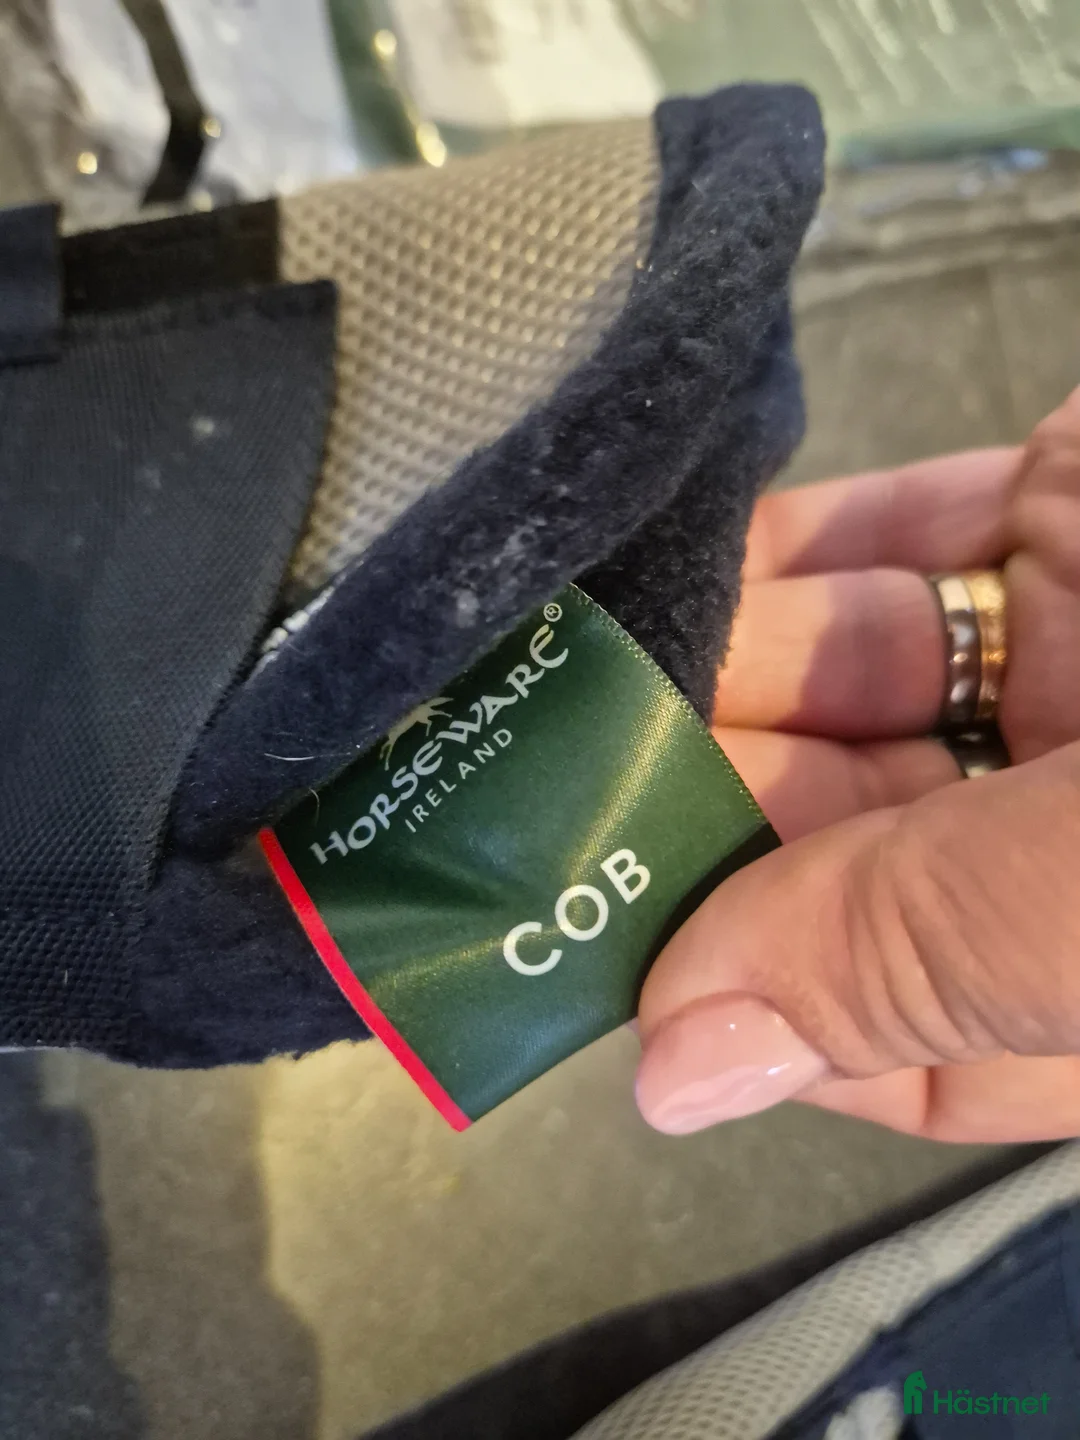 HORSEWARE®
IRELAND
COB
Hästnet